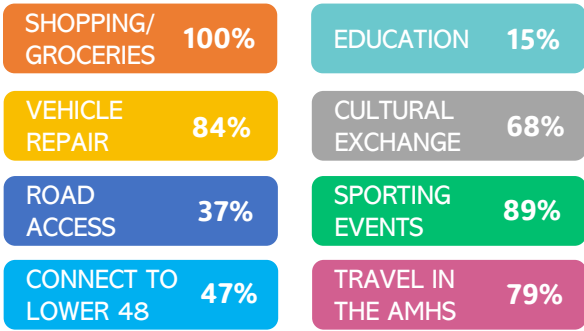 SHOPPING/
GROCERIES
100%
EDUCATION 15%
VEHICLE
REPAIR
84%
CULTURAL
EXCHANGE
68%
ROAD
ACCESS
37%
SPORTING
EVENTS
89%
CONNECT TO
LOWER 48
47%
TRAVEL IN
THE AMHS
79%